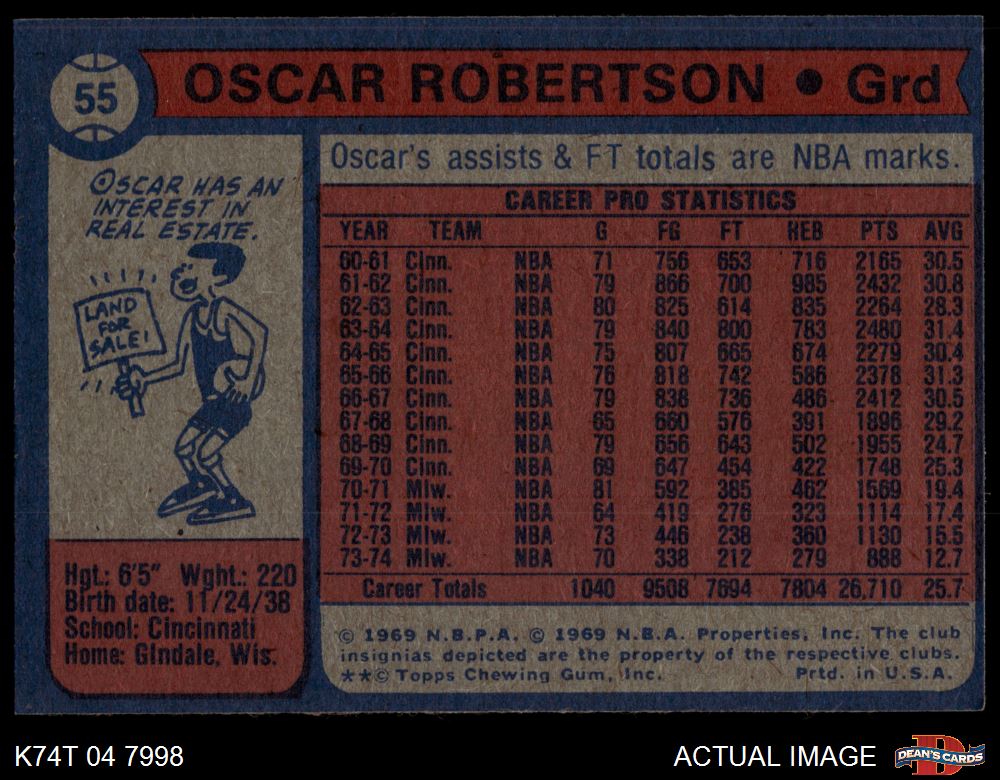 55
OSCAR ROBERTSON • Grd
Oscar's assists & FT totals are NBA marks.
OSCAR HAS AN
INTEREST IN
REAL ESTATE.
LAND
FOR
SALE!
CAREER PRO STATISTICS
YEAR TEAM G FG FT REB PTS AVG
60-61 Cinn. NBA 71 756 653 716 2165 30.5
61-62 Cinn. NBA 79 866 700 985 2432 30.8
62-63 Cinn. NBA 80 825 614 835 2264 28.3
63-64 Cinn. NBA 79 840 800 783 2480 31.4
64-65 Cinn. NBA 75 807 665 674 2279 30.4
65-66 Cinn. NBA 76 818 742 586 2378 31.3
66-67 Cinn. NBA 79 838 736 486 2412 30.5
67-68 Cinn. NBA 65 660 576 391 1896 29.2
68-69 Cinn. NBA 79 656 643 502 1955 24.7
69-70 Cinn. NBA 69 647 454 422 1748 25.3
70-71 Mlw. NBA 81 592 385 462 1569 19.4
71-72 Mlw. NBA 64 419 276 323 1114 17.4
72-73 Mlw. NBA 73 446 238 360 1130 15.5
73-74 Mlw. NBA 70 338 212 279 888 12.7
Career Totals 1040 9508 7694 7804 26,710 25.7
Hgt.: 6'5" Wght.: 220
Birth date: 11/24/38
School: Cincinnati
Home: Glndale, Wis.
© 1969 N.B.P.A. © 1969 N.B.A. Properties, Inc. The club
insignias depicted are the property of the respective clubs.
**© Topps Chewing Gum, Inc. Prtd. in U.S.A.
K74T 04 7998
ACTUAL IMAGE
D
DEAN'S CARDS